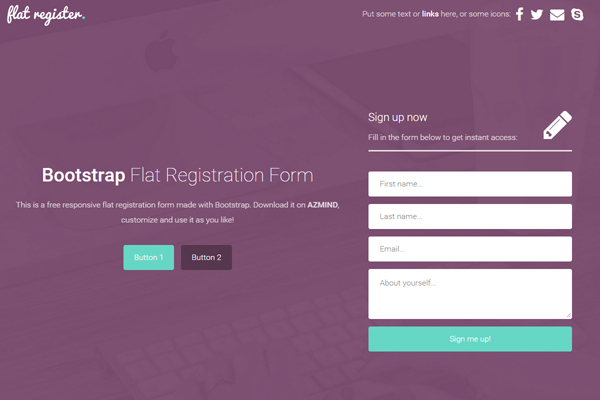 flat register.
Put some text or links here, or some icons:
Sign up now
Fill in the form below to get instant access:
Bootstrap Flat Registration Form
This is a free responsive flat registration form made with Bootstrap. Download it on AZMIND,
customize and use it as you like!
Button 1
Button 2
First name...
Last name...
Email...
About yourself...
Sign me up!